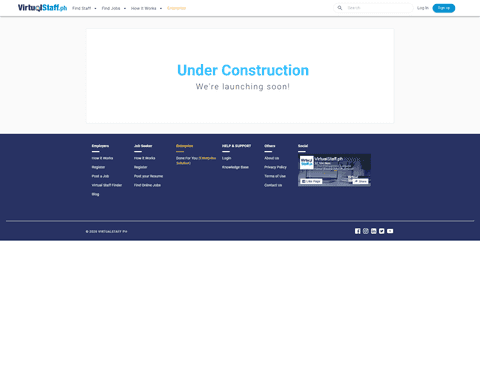 VirtualStaff.ph Find Staff Find Jobs How It Works Enterprise Search Log In Sign up
Under Construction
We're launching soon!
Employers Job Seeker Enterprise HELP & SUPPORT Others Social
How It Works How It Works Login About Us
Register Register Knowledge Base Privacy Policy
Post a Job Post your Resume Terms of Use
Virtual Staff Finder Find Online Jobs Contact Us
Blog
Done For You
VirtualStaff.ph
Like Page Share
© 2020 VIRTUALSTAFF PH